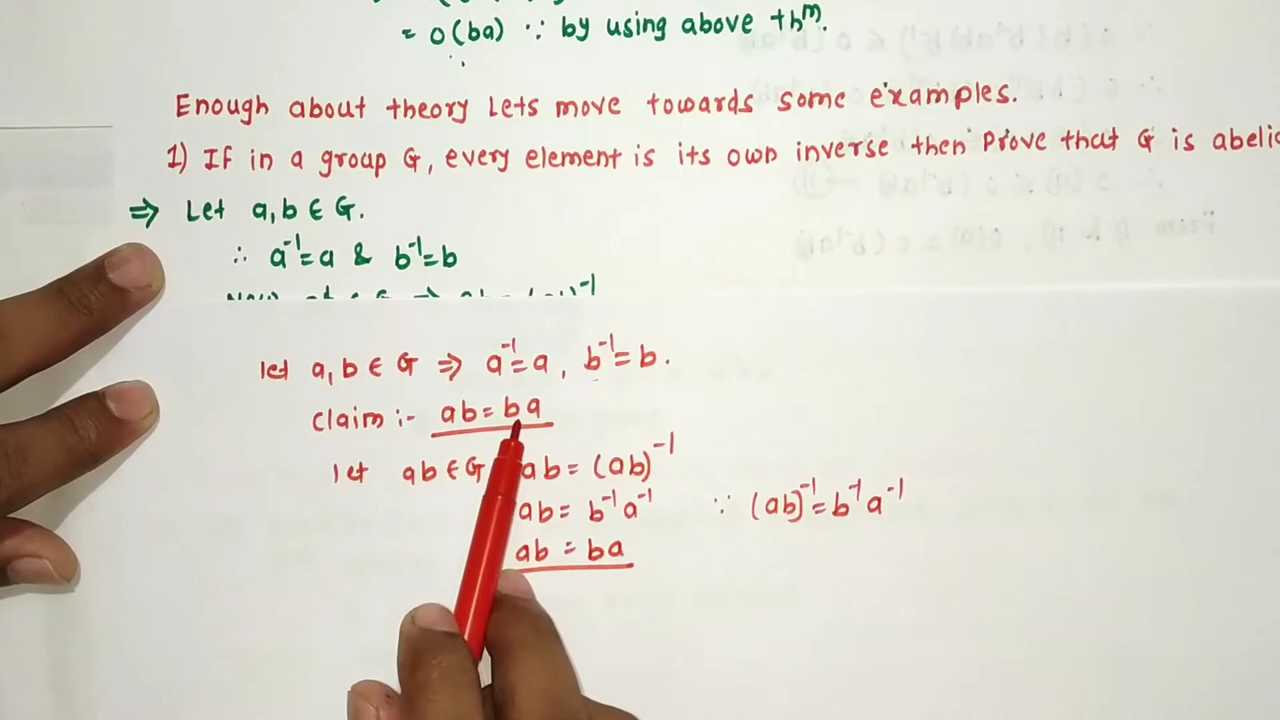 = o(ba) ∵ by using above thᵐ.
Enough about theory Lets move towards some examples.
1) If in a group G, every element is its own inverse then Prove that G is abelic
⇒ Let a, b ∈ G.
∴ a⁻¹ = a & b⁻¹ = b
let a, b ∈ G ⇒ a⁻¹ = a, b⁻¹ = b.
Claim :- ab = ba
let ab ∈ G ab = (ab)⁻¹
ab = b⁻¹a⁻¹ ∵ (ab)⁻¹ = b⁻¹a⁻¹
ab = ba